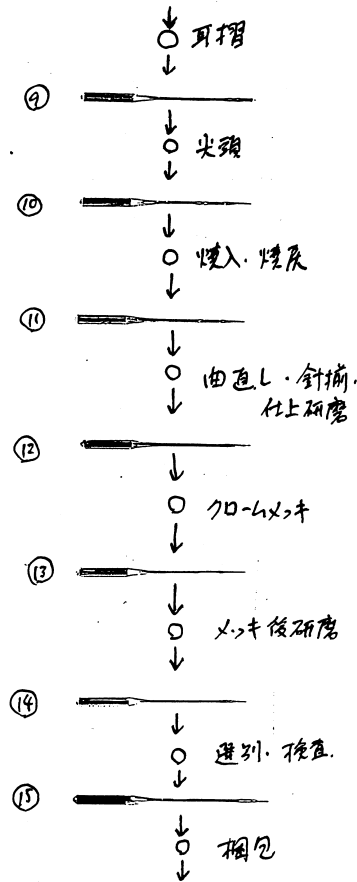 耳摺
⑨
尖頭
⑩
焼入・焼戻
⑪
曲直し・針揃・
仕上研磨
⑫
クロームメッキ
⑬
メッキ後研磨
⑭
選別・検査
⑮
梱包